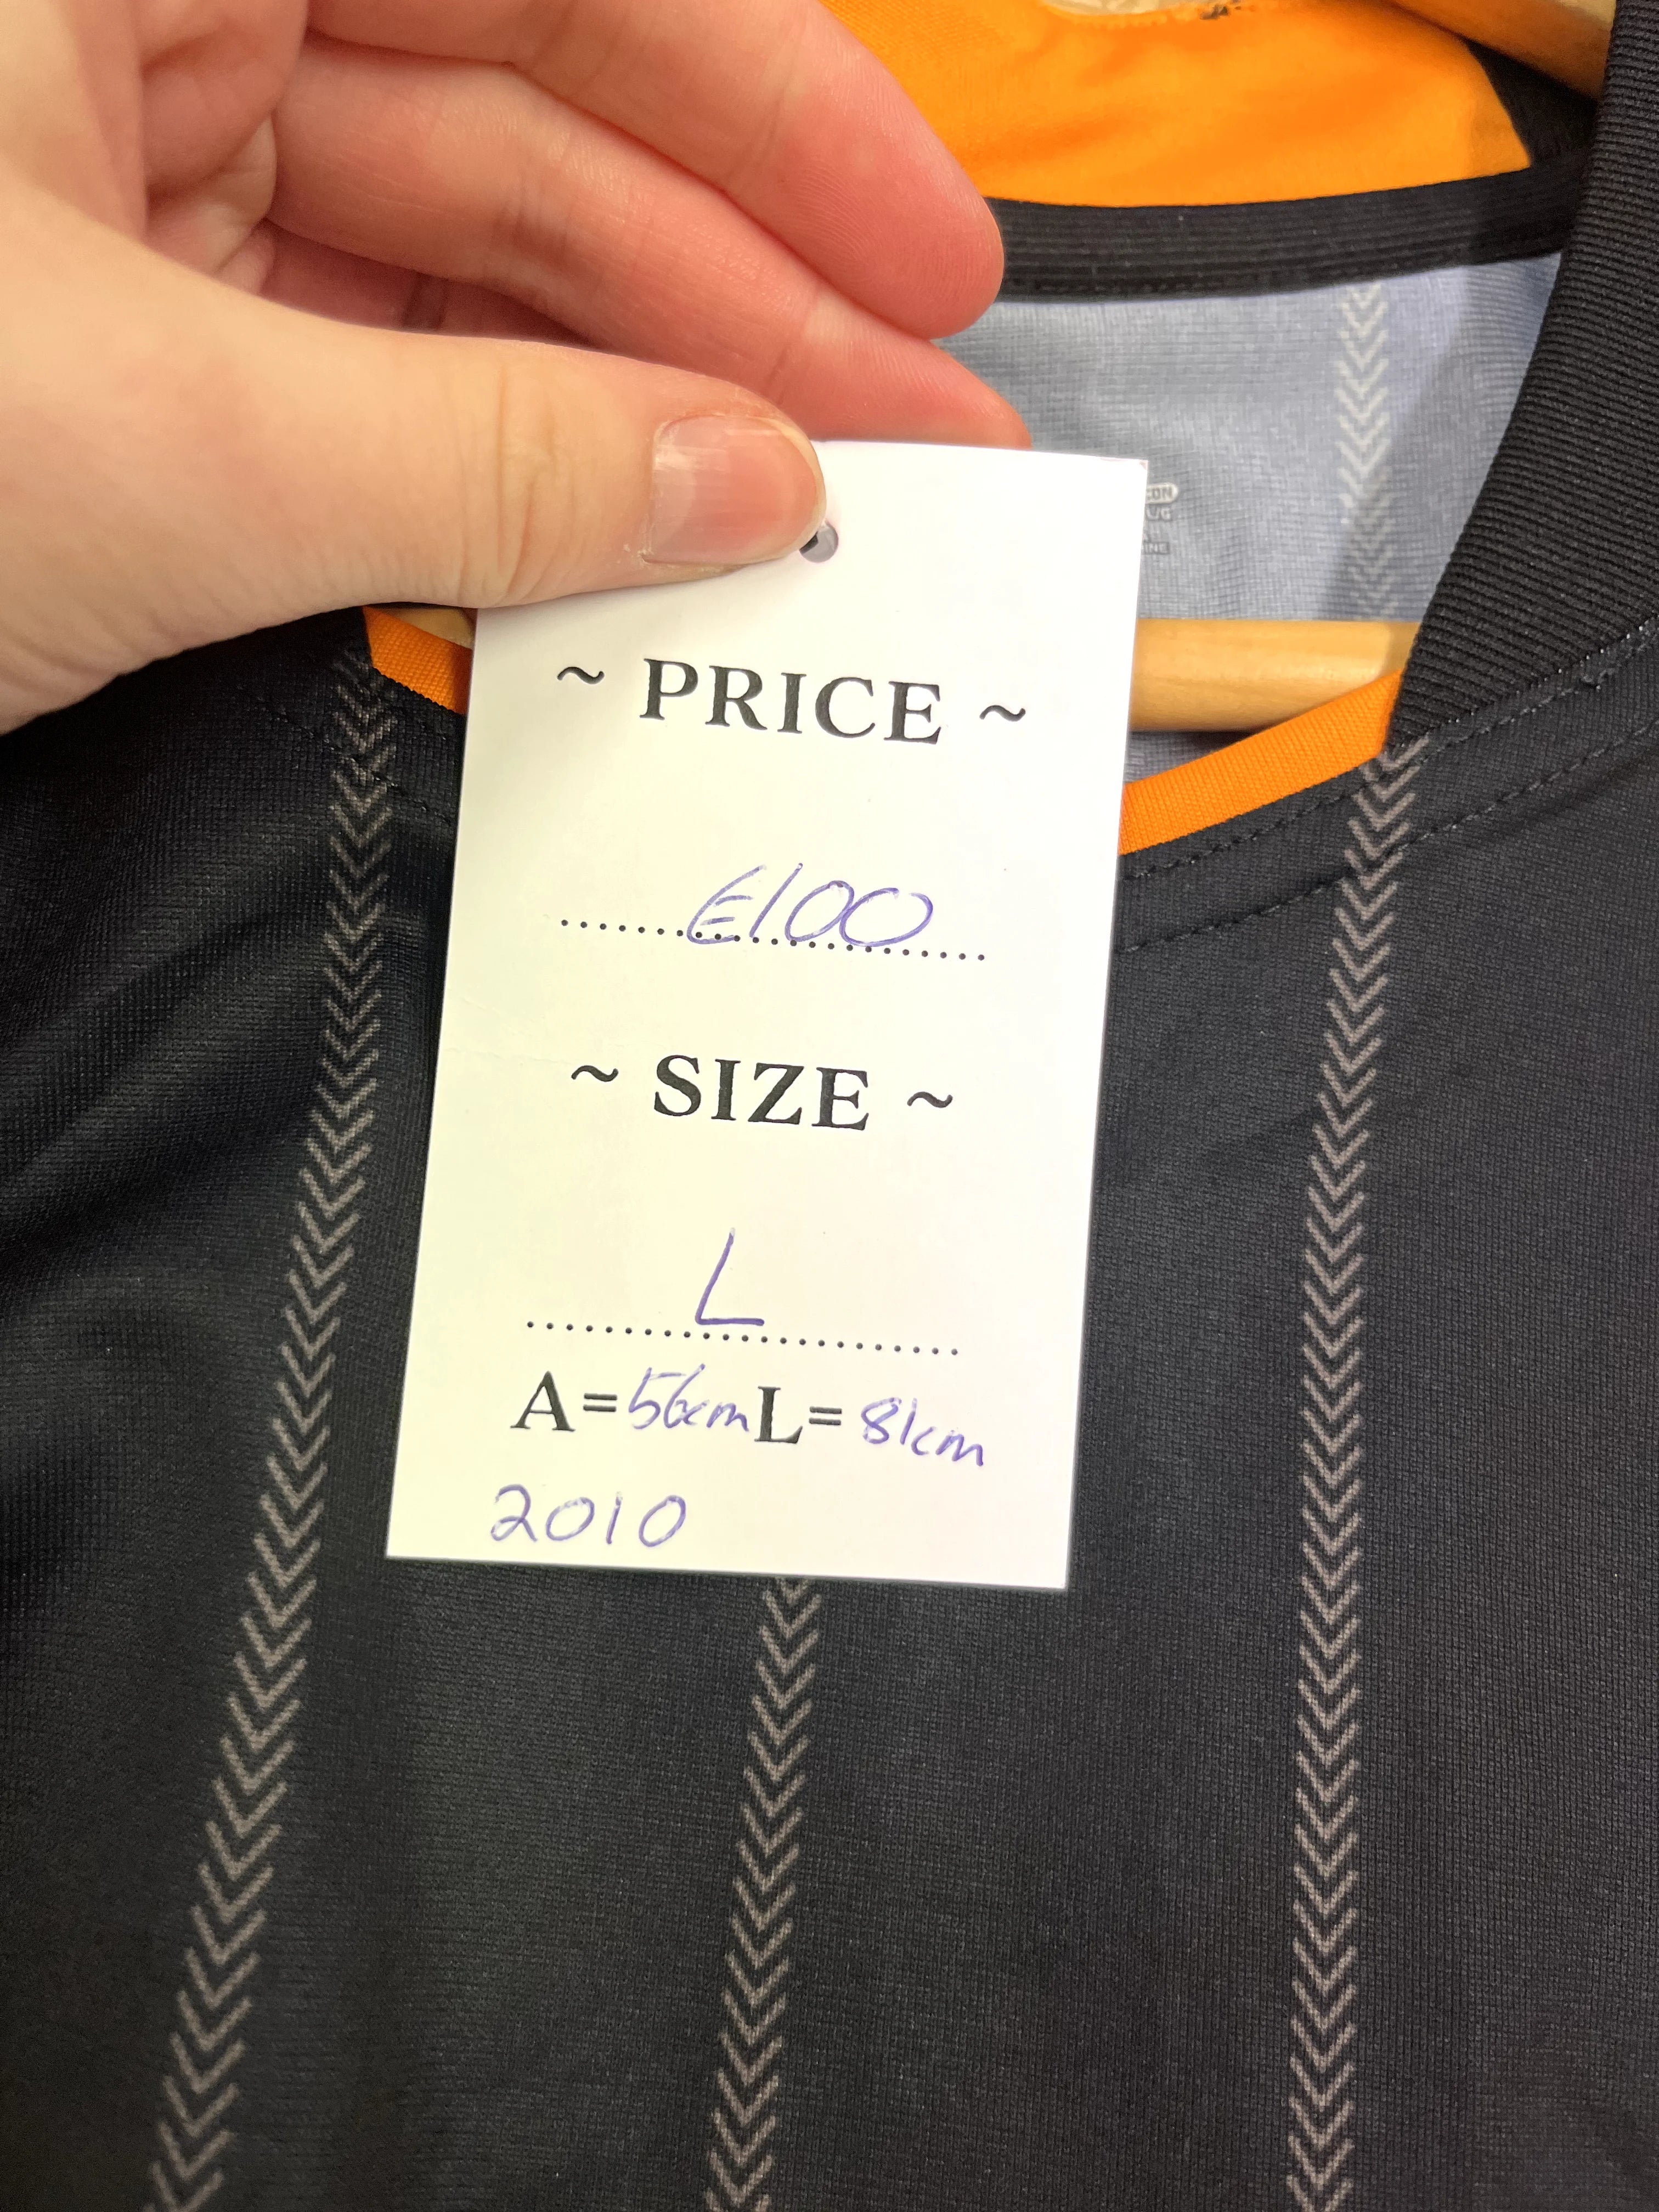 ~ PRICE ~
€100
~ SIZE ~
L
A=56cm L=81cm
2010